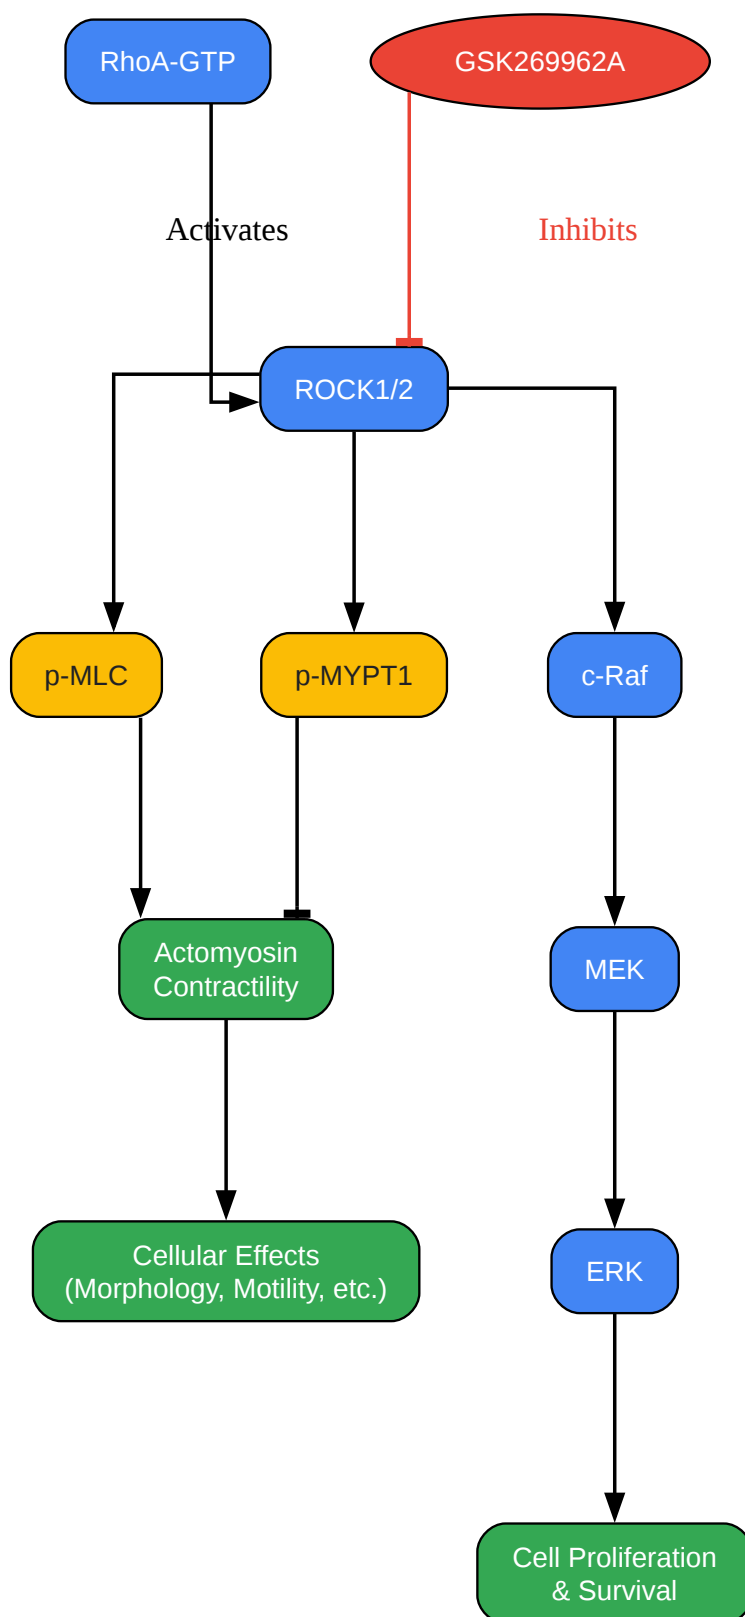 RhoA-GTP
GSK269962A
Activates
Inhibits
ROCK1/2
p-MLC
p-MYPT1
c-Raf
Actomyosin
Contractility
MEK
Cellular Effects
(Morphology, Motility, etc.)
ERK
Cell Proliferation
& Survival